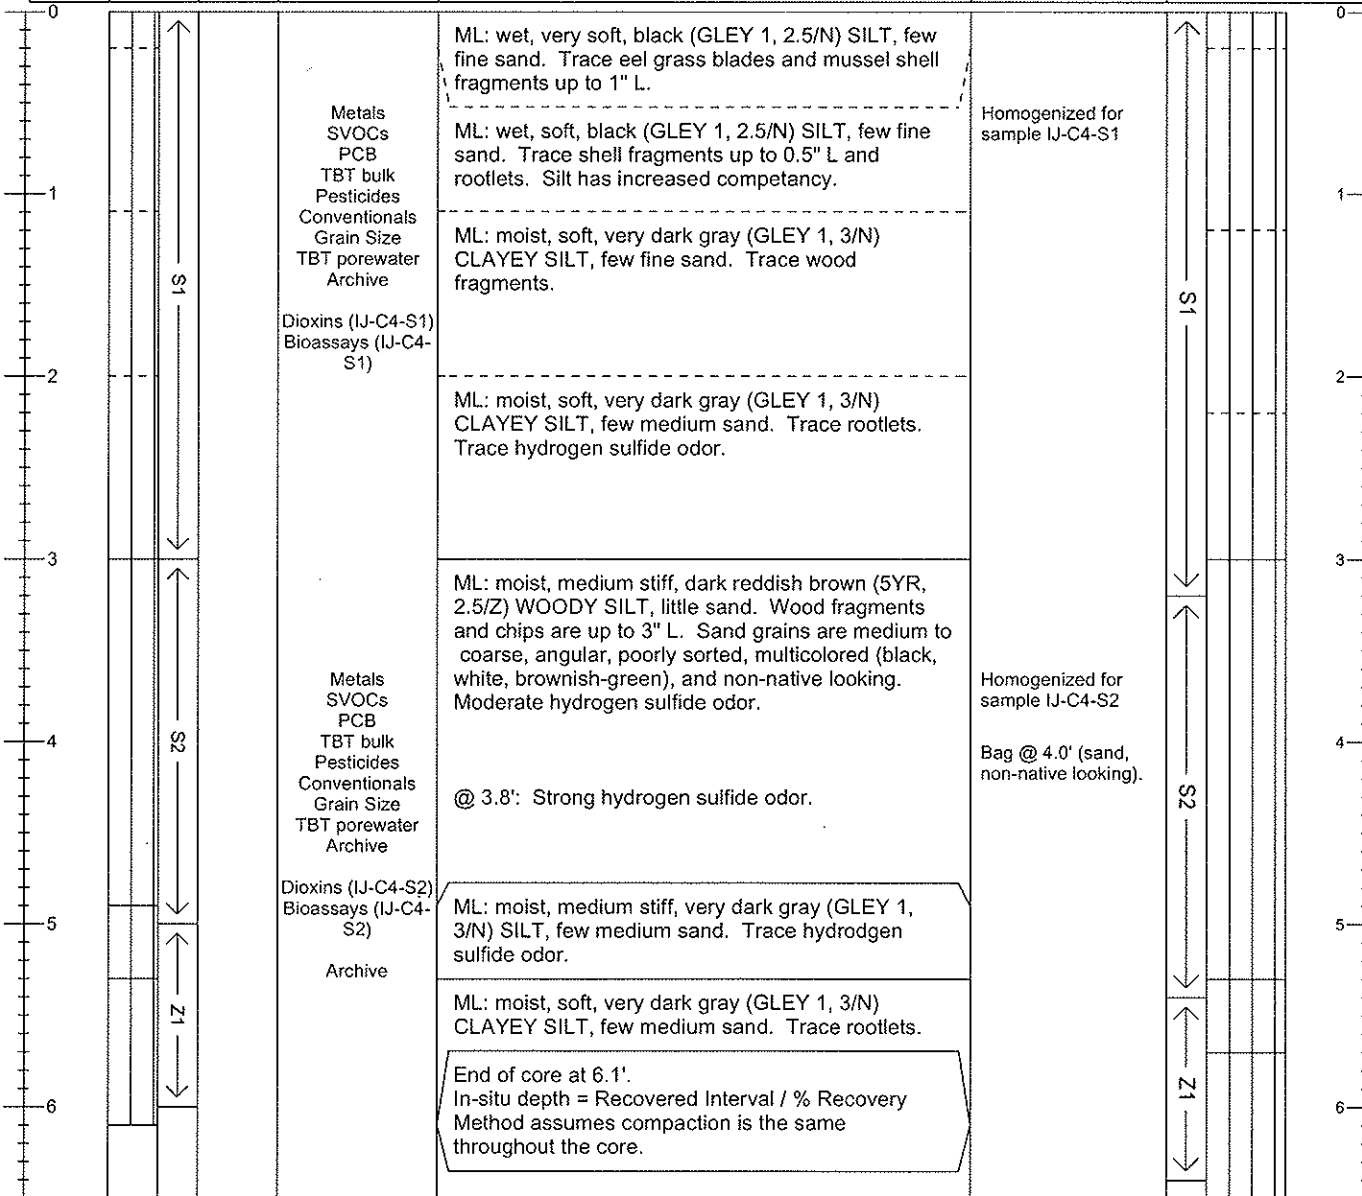 0
0
ML: wet, very soft, black (GLEY 1, 2.5/N) SILT, few
fine sand. Trace eel grass blades and mussel shell
fragments up to 1" L.
Metals
SVOCs
PCB
TBT bulk
Pesticides
Conventionals
Grain Size
TBT porewater
Archive
Dioxins (IJ-C4-S1)
Bioassays (IJ-C4-
S1)
ML: wet, soft, black (GLEY 1, 2.5/N) SILT, few fine
sand. Trace shell fragments up to 0.5" L and
rootlets. Silt has increased competancy.
Homogenized for
sample IJ-C4-S1
1
1
ML: moist, soft, very dark gray (GLEY 1, 3/N)
CLAYEY SILT, few fine sand. Trace wood
fragments.
S1
S1
2
2
ML: moist, soft, very dark gray (GLEY 1, 3/N)
CLAYEY SILT, few medium sand. Trace rootlets.
Trace hydrogen sulfide odor.
3
3
ML: moist, medium stiff, dark reddish brown (5YR,
2.5/Z) WOODY SILT, little sand. Wood fragments
and chips are up to 3" L. Sand grains are medium to
coarse, angular, poorly sorted, multicolored (black,
white, brownish-green), and non-native looking.
Moderate hydrogen sulfide odor.
Metals
SVOCs
PCB
TBT bulk
Pesticides
Conventionals
Grain Size
TBT porewater
Archive
Dioxins (IJ-C4-S2)
Bioassays (IJ-C4-
S2)
Archive
Homogenized for
sample IJ-C4-S2
Bag @ 4.0' (sand,
non-native looking).
4
4
S2
S2
@ 3.8': Strong hydrogen sulfide odor.
5
5
ML: moist, medium stiff, very dark gray (GLEY 1,
3/N) SILT, few medium sand. Trace hydrodgen
sulfide odor.
ML: moist, soft, very dark gray (GLEY 1, 3/N)
CLAYEY SILT, few medium sand. Trace rootlets.
Z1
Z1
6
6
End of core at 6.1'.
In-situ depth = Recovered Interval / % Recovery
Method assumes compaction is the same
throughout the core.